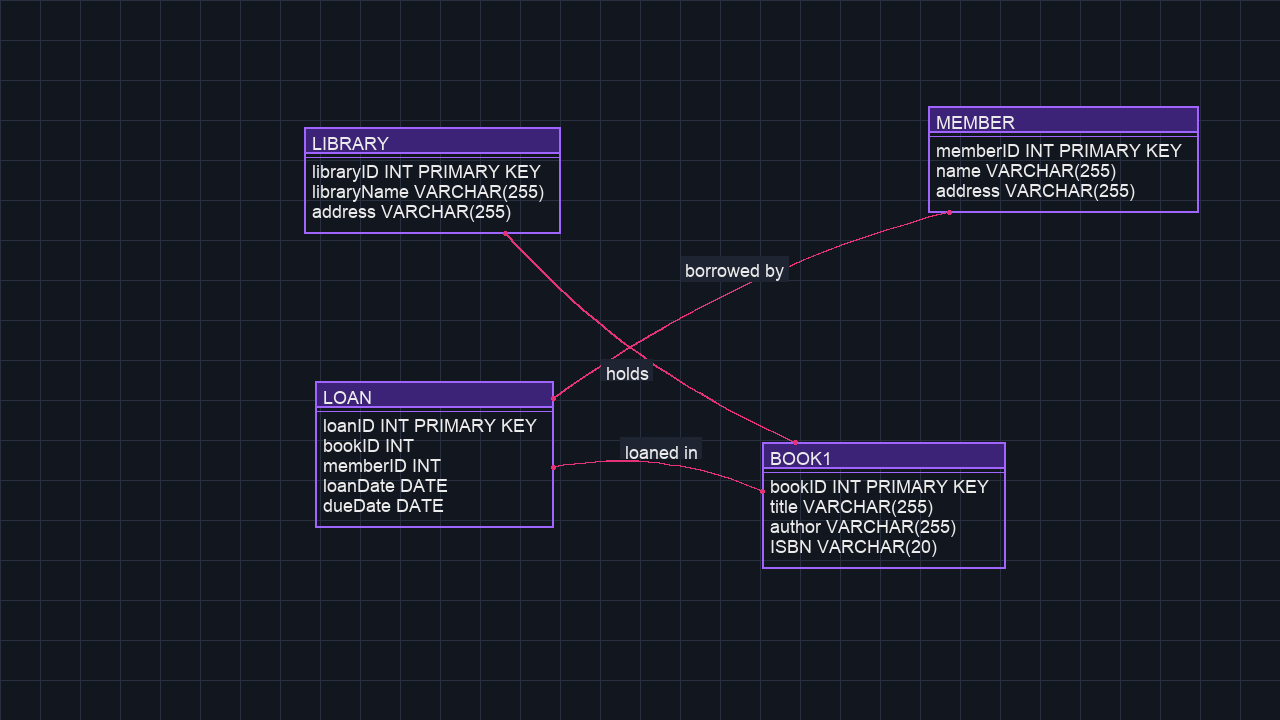 LIBRARY
libraryID INT PRIMARY KEY
libraryName VARCHAR(255)
address VARCHAR(255)
MEMBER
memberID INT PRIMARY KEY
name VARCHAR(255)
address VARCHAR(255)
borrowed by
holds
LOAN
loanID INT PRIMARY KEY
bookID INT
memberID INT
loanDate DATE
dueDate DATE
loaned in
BOOK1
bookID INT PRIMARY KEY
title VARCHAR(255)
author VARCHAR(255)
ISBN VARCHAR(20)